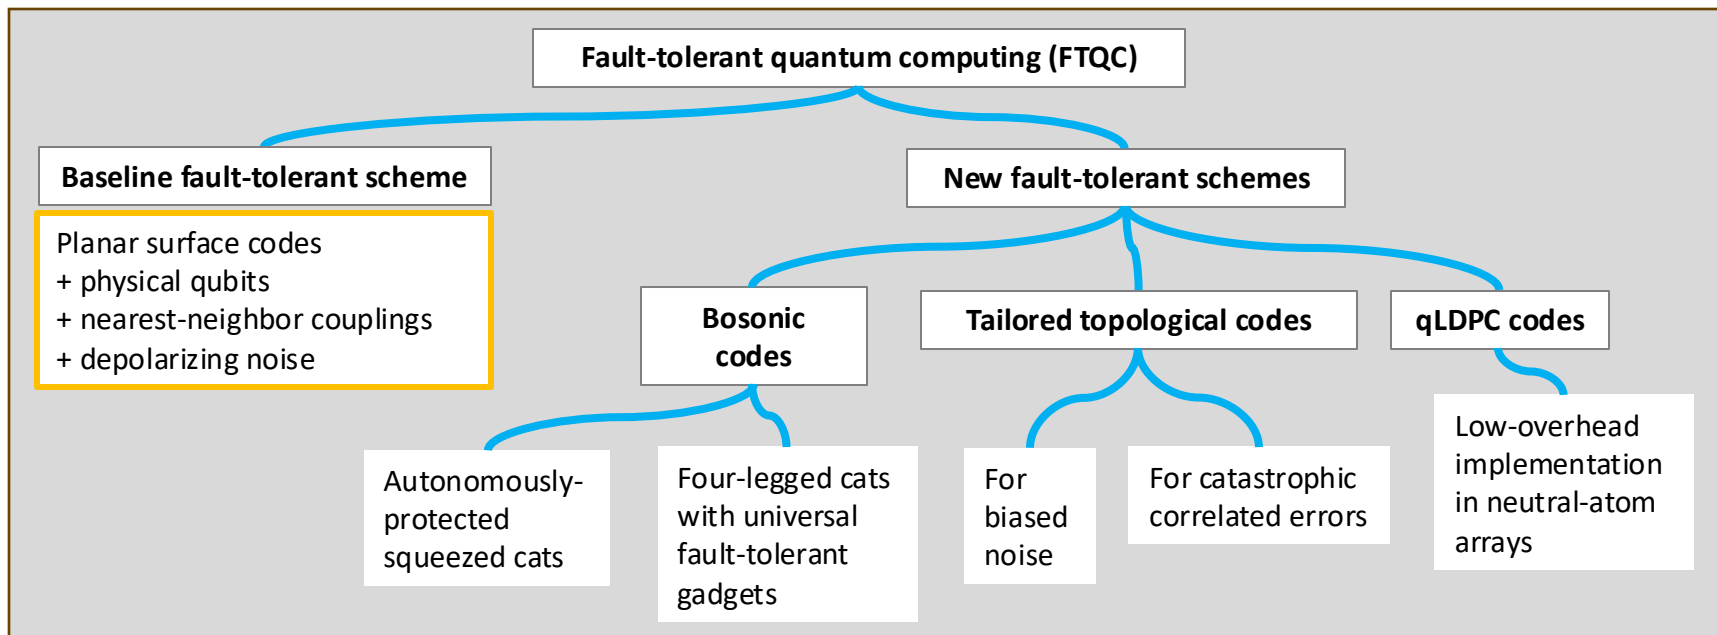 Fault-tolerant quantum computing (FTQC)
Baseline fault-tolerant scheme
New fault-tolerant schemes
Planar surface codes
+ physical qubits
+ nearest-neighbor couplings
+ depolarizing noise
Bosonic
codes
Tailored topological codes
qLDPC codes
Autonomously-
protected
squeezed cats
Four-legged cats
with universal
fault-tolerant
gadgets
For
biased
noise
For catastrophic
correlated errors
Low-overhead
implementation
in neutral-atom
arrays